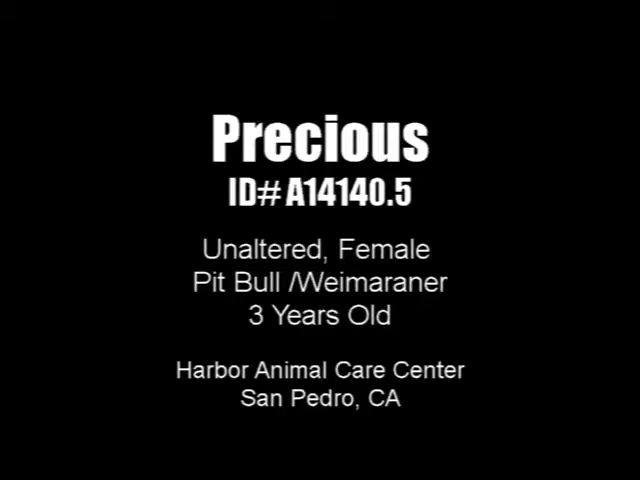 Precious
ID# A14140.5
Unaltered, Female
Pit Bull /Weimaraner
3 Years Old
Harbor Animal Care Center
San Pedro, CA